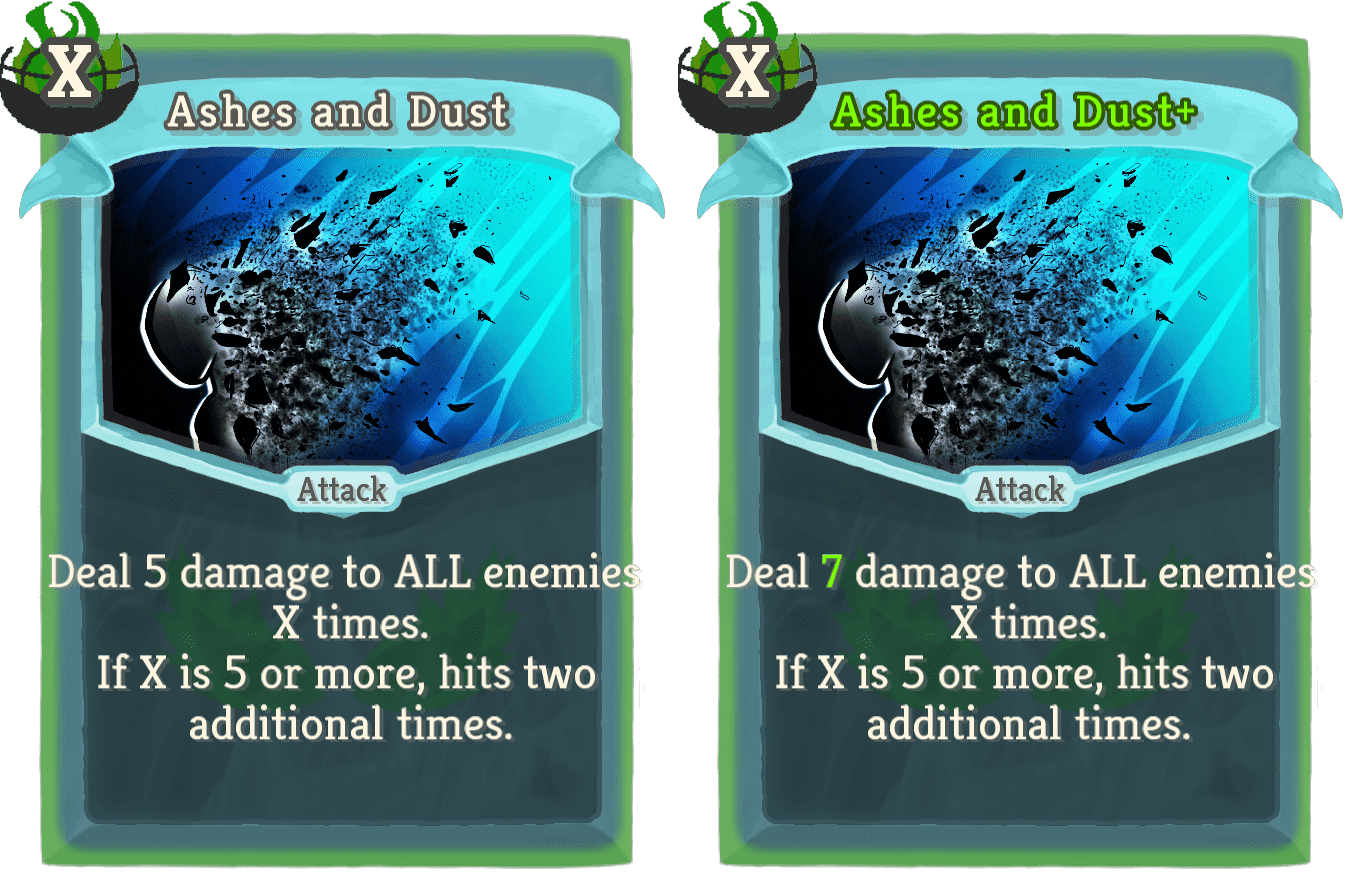 X
Ashes and Dust
Attack
Deal 5 damage to ALL enemies
X times.
If X is 5 or more, hits two
additional times.
X
Ashes and Dust+
Attack
Deal 7 damage to ALL enemies
X times.
If X is 5 or more, hits two
additional times.